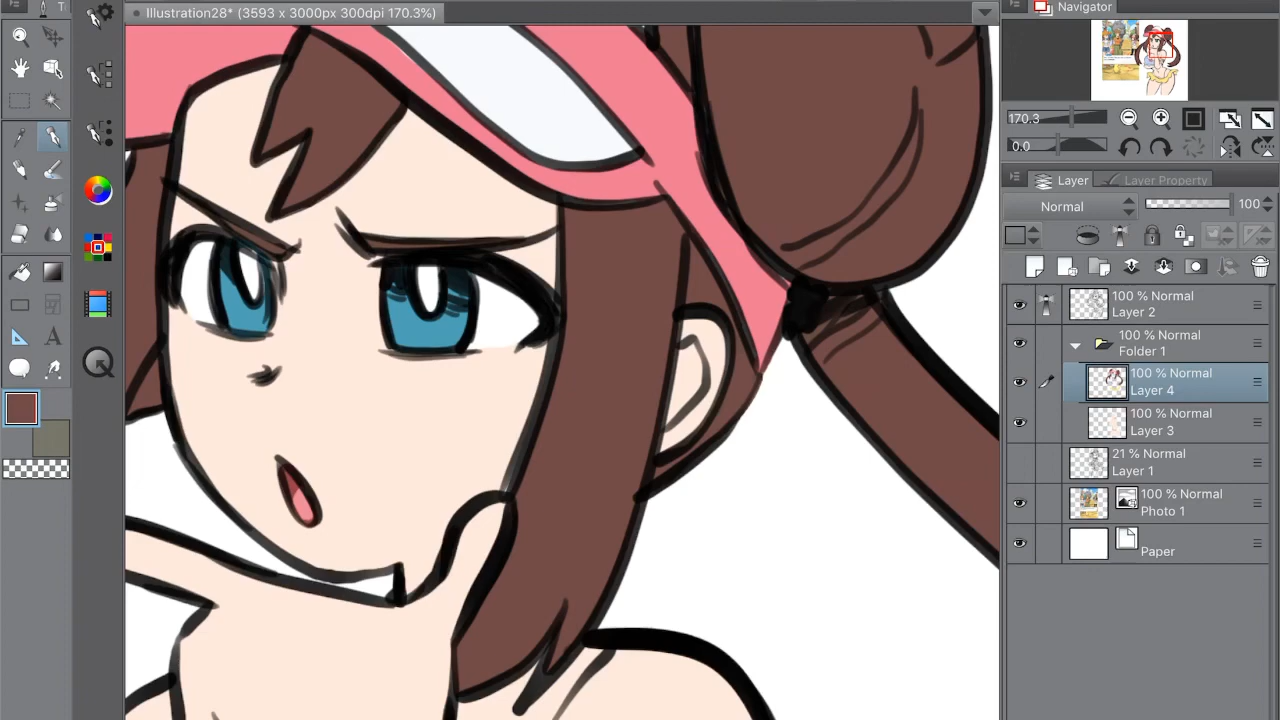 Illustration28* (3593 x 3000px 300dpi 170.3%)
Navigator
170.3
0.0
Layer
Layer Property
Normal
100
100 % Normal
Layer 2
100 % Normal
Folder 1
100 % Normal
Layer 4
100 % Normal
Layer 3
21 % Normal
Layer 1
100 % Normal
Photo 1
Paper